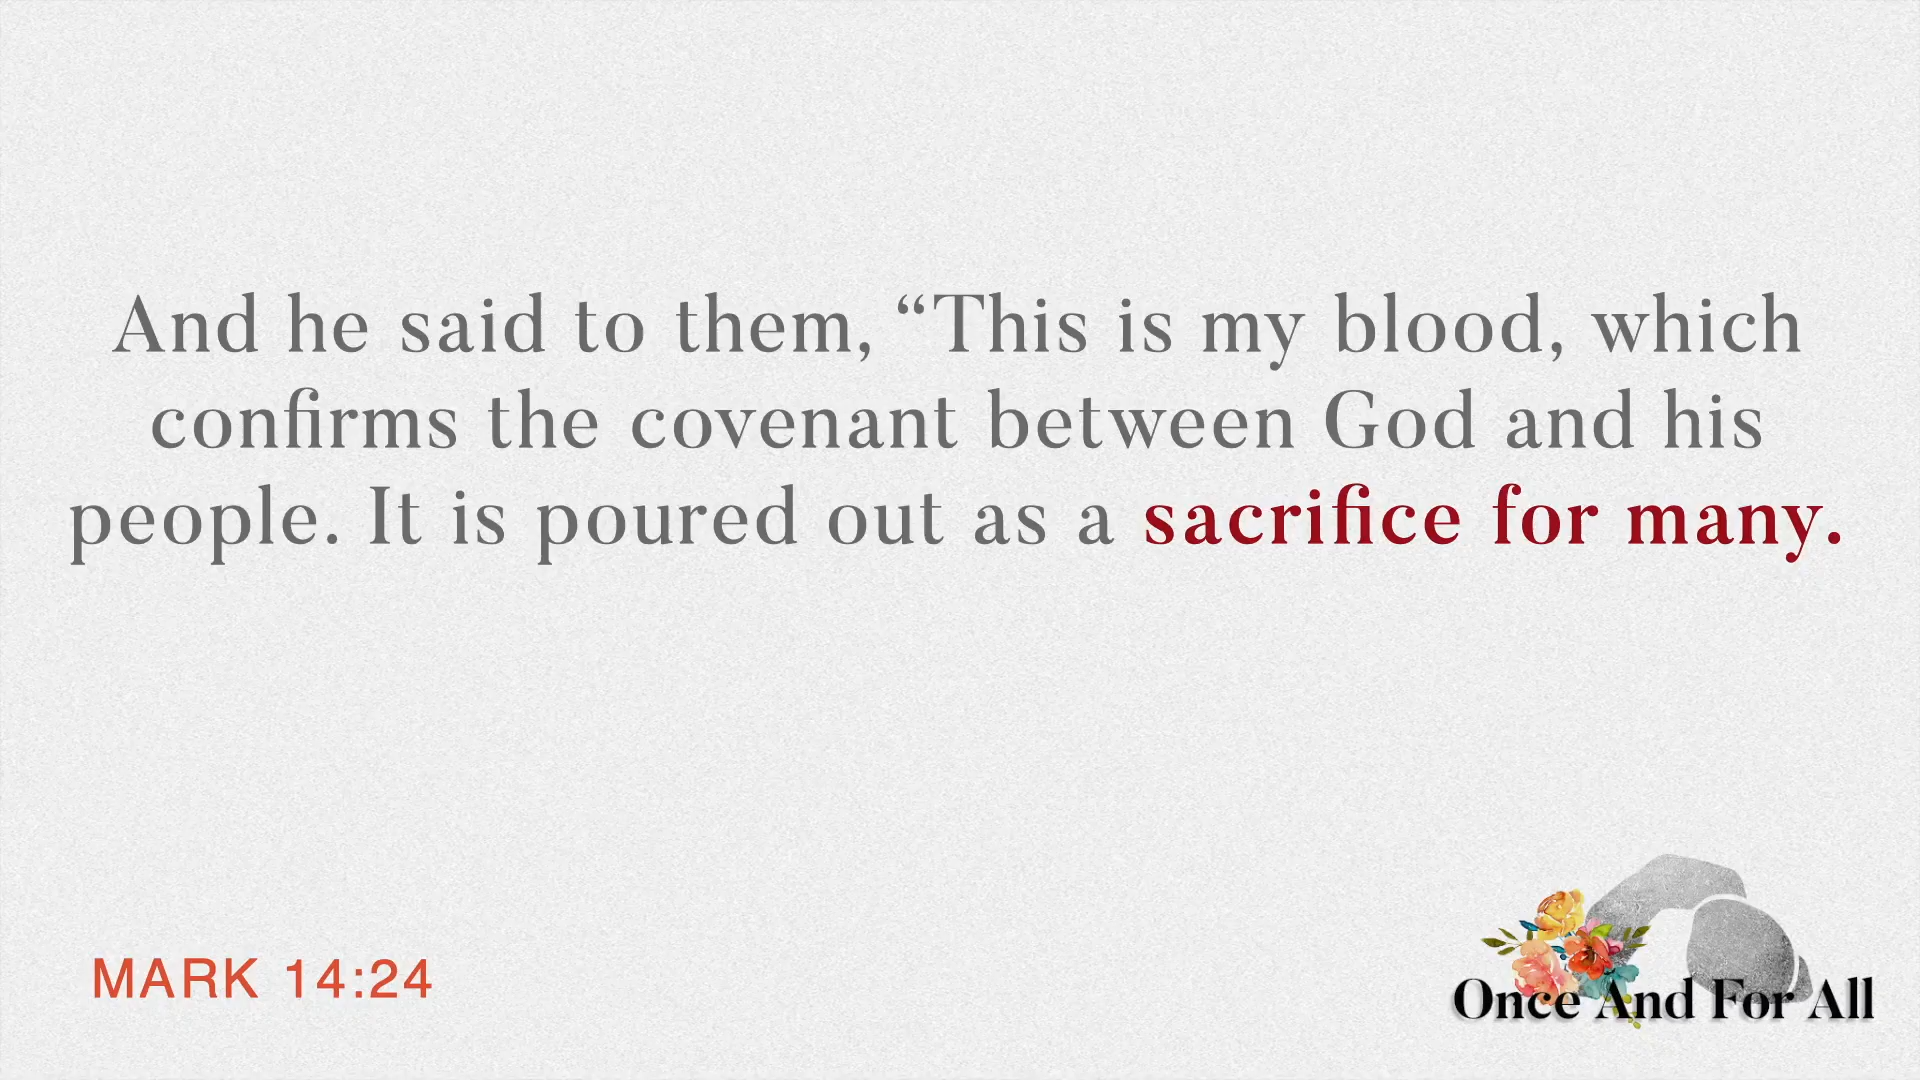 And he said to them, “This is my blood, which
confirms the covenant between God and his
people. It is poured out as a sacrifice for many.
MARK 14:24
Once And For All